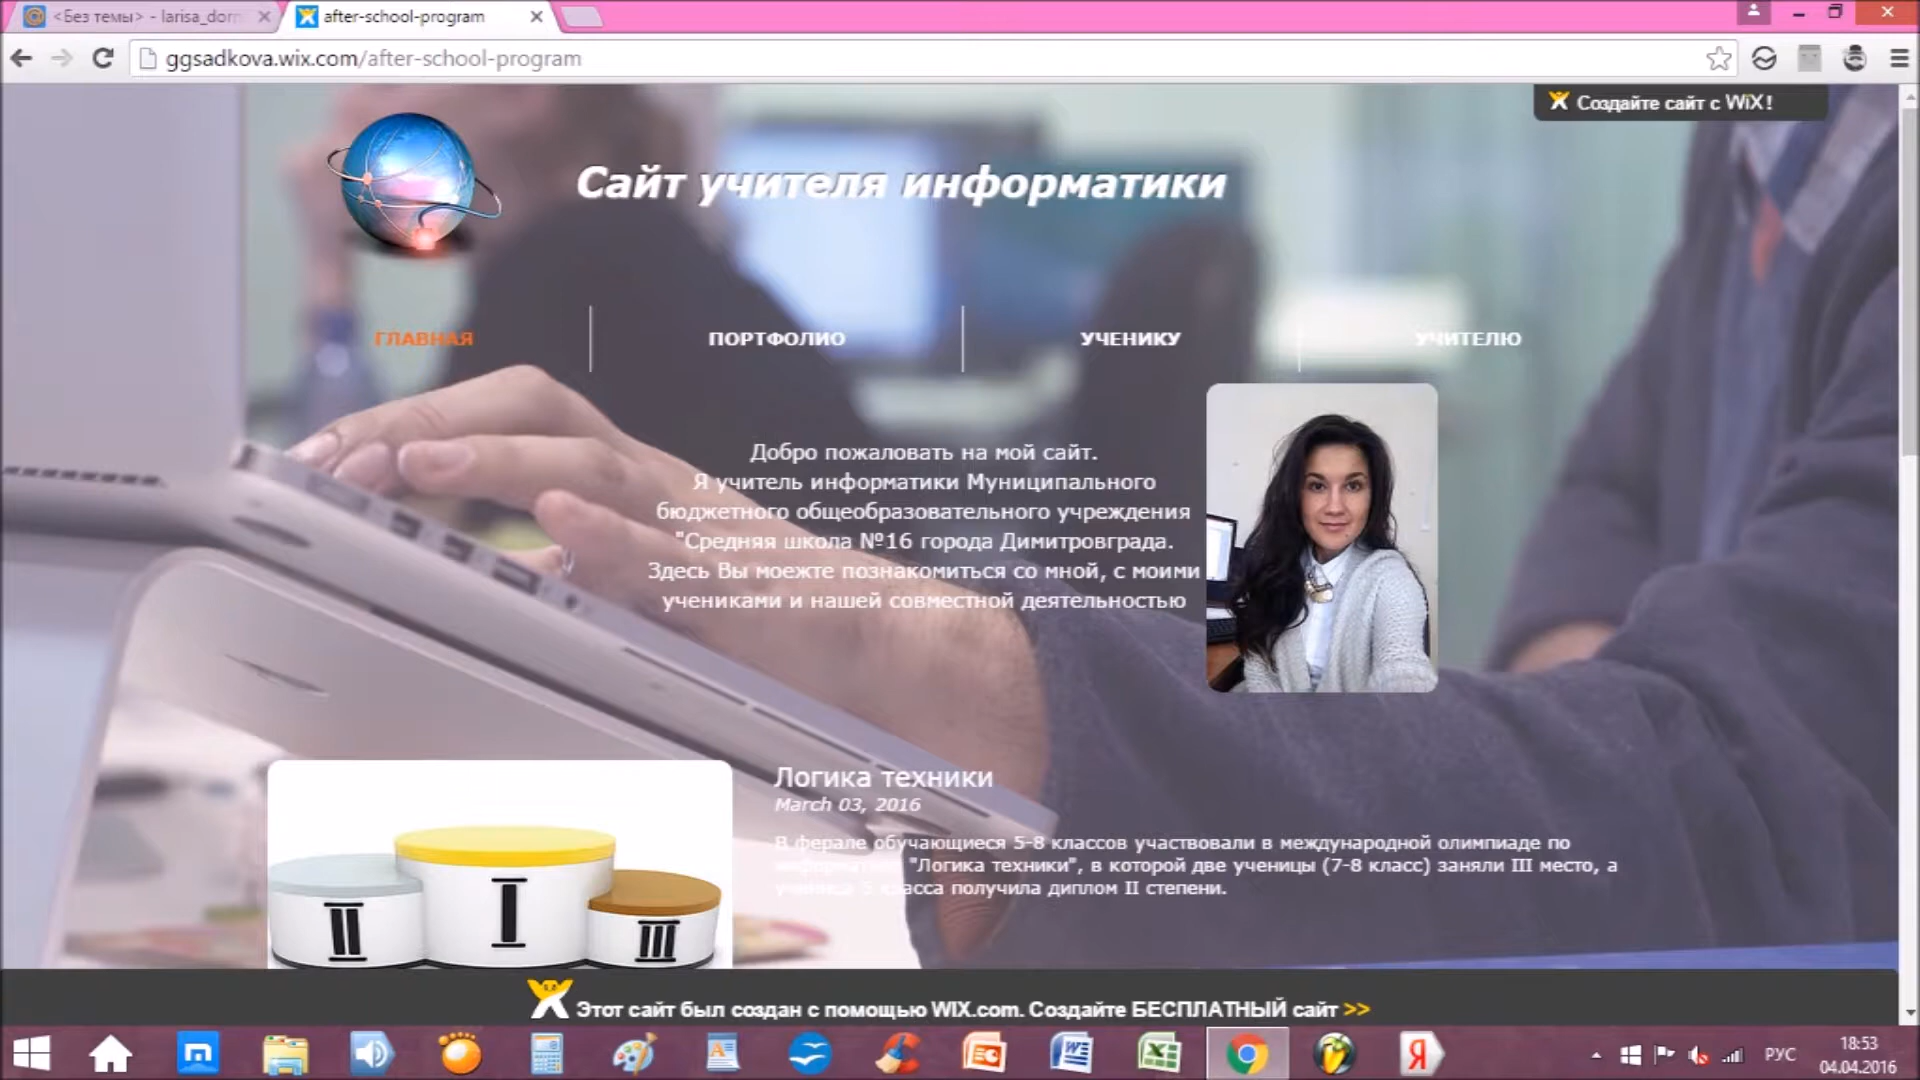 <Без темы> - larisa_dorn
after-school-program
ggsadkova.wix.com/after-school-program
Создайте сайт с WiX!
Сайт учителя информатики
ГЛАВНАЯ
ПОРТФОЛИО
УЧЕНИКУ
УЧИТЕЛЮ
Добро пожаловать на мой сайт.
Я учитель информатики Муниципального
бюджетного общеобразовательного учреждения
"Средняя школа №16 города Димитровграда.
Здесь Вы моежте познакомиться со мной, с моими
учениками и нашей совместной деятельностью
Логика техники
March 03, 2016
В ферале обучающиеся 5-8 классов участвовали в международной олимпиаде по
"Логика техники", в которой две ученицы (7-8 класс) заняли III место, а
5 класса получила диплом II степени.
II
I
III
Этот сайт был создан с помощью WIX.com. Создайте БЕСПЛАТНЫЙ сайт >>
РУС
18:53
04.04.2016